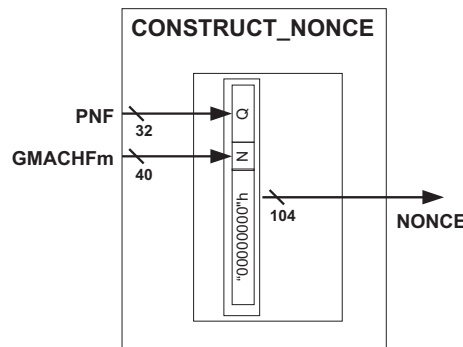 CONSTRUCT_NONCE
PNF
32
Q
GMACHFm
40
N
"00000000"h
104
NONCE